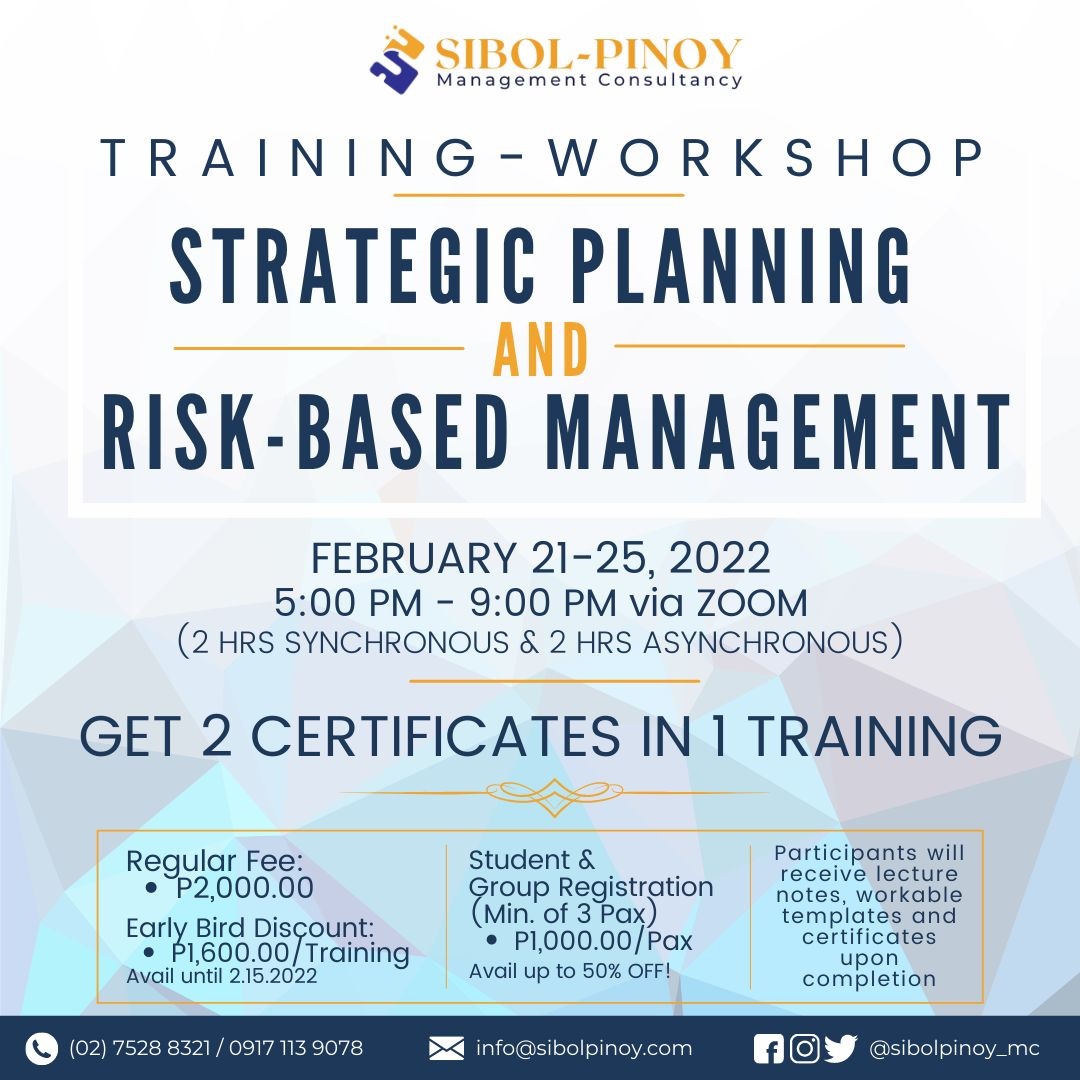 SIBOL-PINOY
Management Consultancy
TRAINING-WORKSHOP
STRATEGIC PLANNING
AND
RISK-BASED MANAGEMENT
FEBRUARY 21-25, 2022
5:00 PM - 9:00 PM via ZOOM
(2 HRS SYNCHRONOUS & 2 HRS ASYNCHRONOUS)
GET 2 CERTIFICATES IN 1 TRAINING
Regular Fee:
• P2,000.00
Early Bird Discount:
• P1,600.00/Training
Avail until 2.15.2022
Student &
Group Registration
(Min. of 3 Pax)
• P1,000.00/Pax
Avail up to 50% OFF!
Participants will
receive lecture
notes, workable
templates and
certificates
upon
completion
(02) 7528 8321 / 0917 113 9078
info@sibolpinoy.com
@sibolpinoy_mc